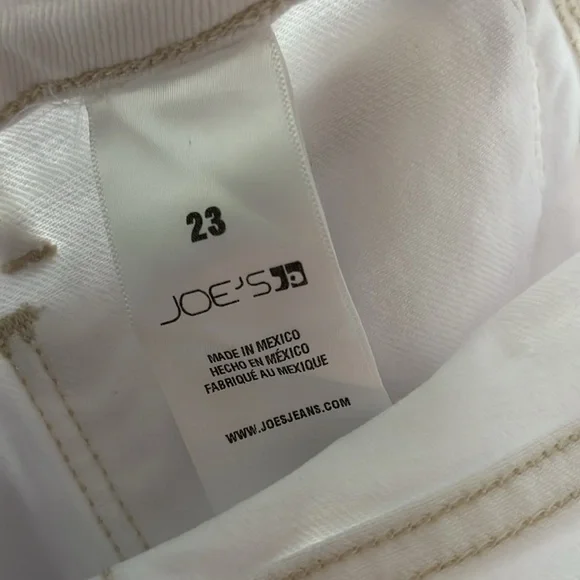 23
JOE'S
MADE IN MEXICO
HECHO EN MÉXICO
FABRIQUÉ AU MEXIQUE
WWW.JOESJEANS.COM